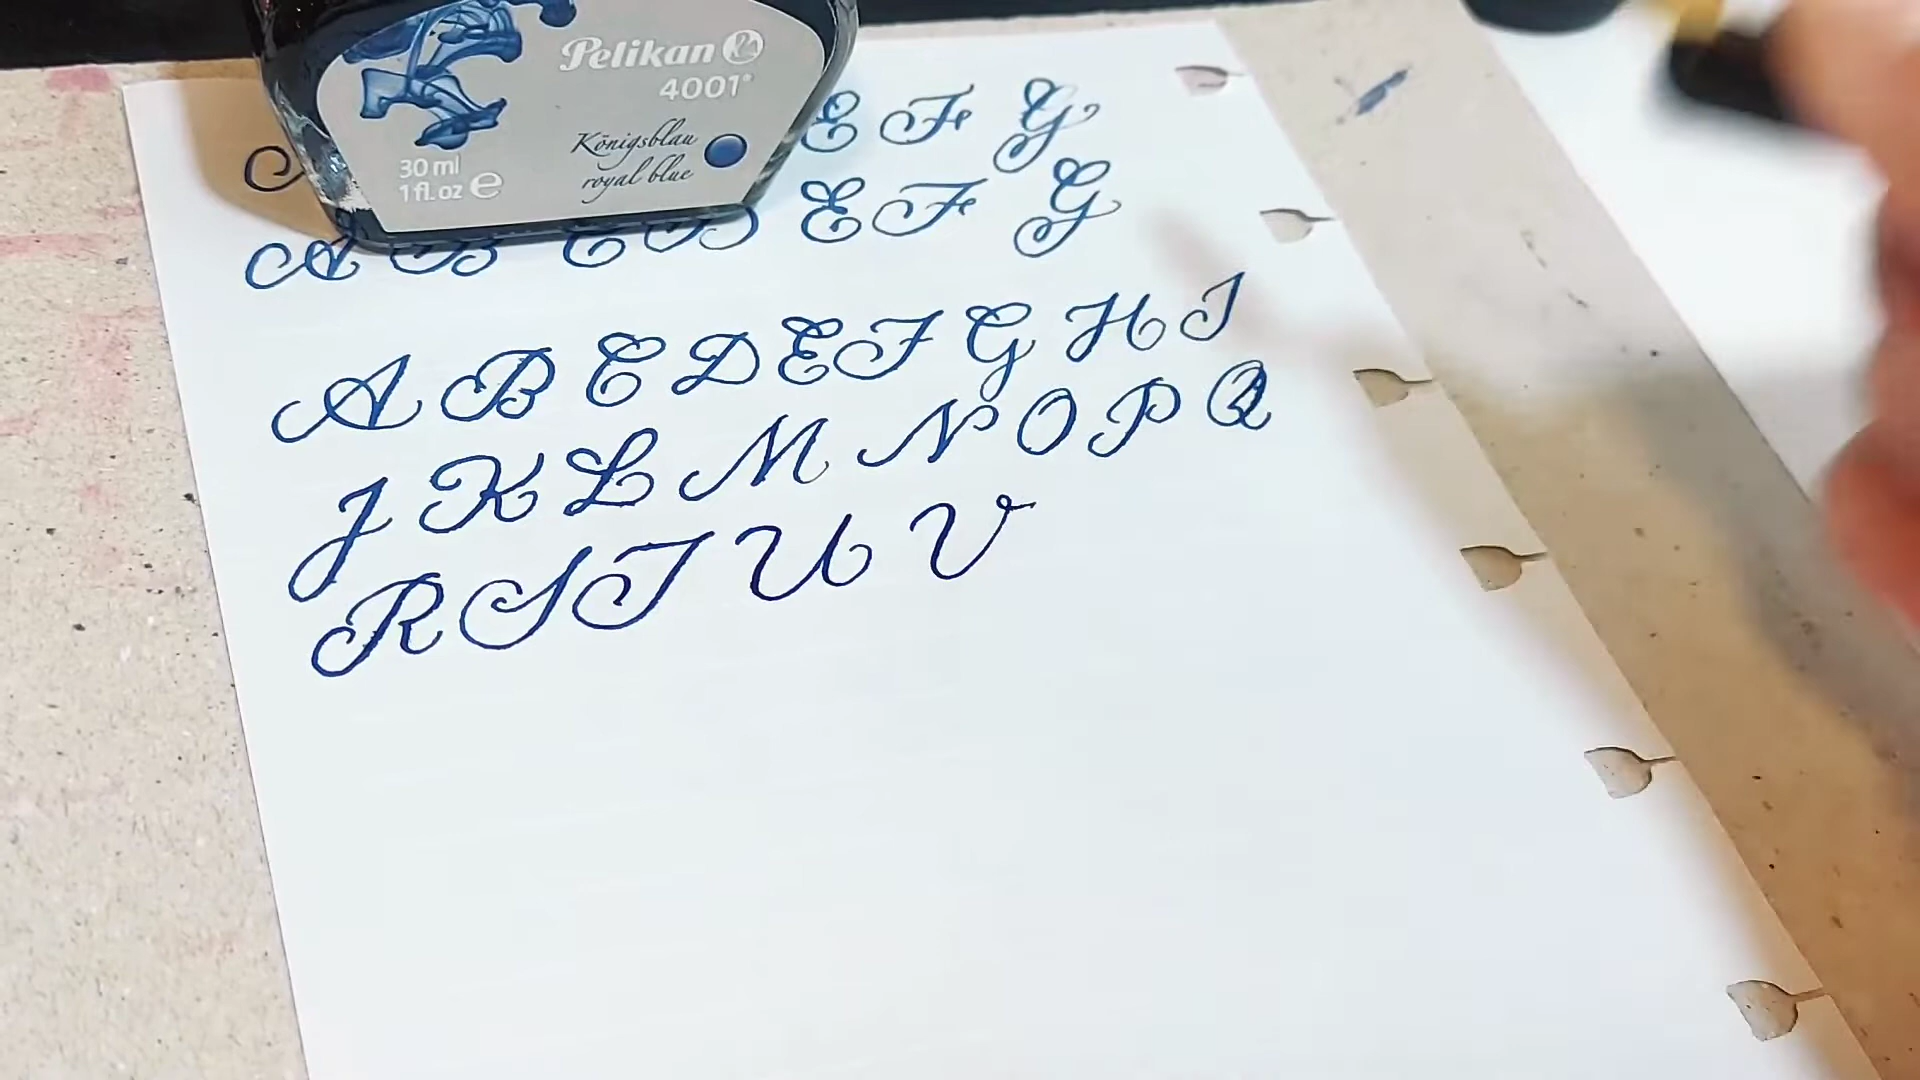 Pelikan
4001®
Königsblau
royal blue
30 ml
1 fl. oz e
E F G
A B C D E F G
A B C D E F G H I
J K L M N O P Q
R S T U V